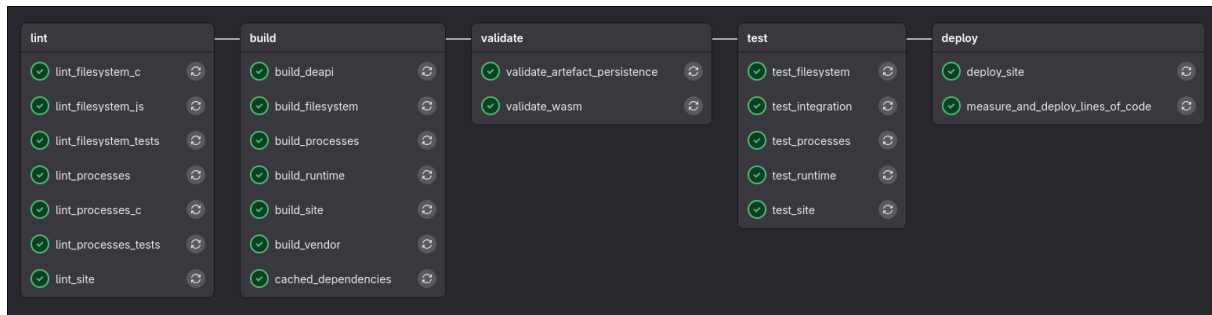 lint
lint_filesystem_c
lint_filesystem_js
lint_filesystem_tests
lint_processes
lint_processes_c
lint_processes_tests
lint_site
build
build_deapi
build_filesystem
build_processes
build_runtime
build_site
build_vendor
cached_dependencies
validate
validate_artefact_persistence
validate_wasm
test
test_filesystem
test_integration
test_processes
test_runtime
test_site
deploy
deploy_site
measure_and_deploy_lines_of_code